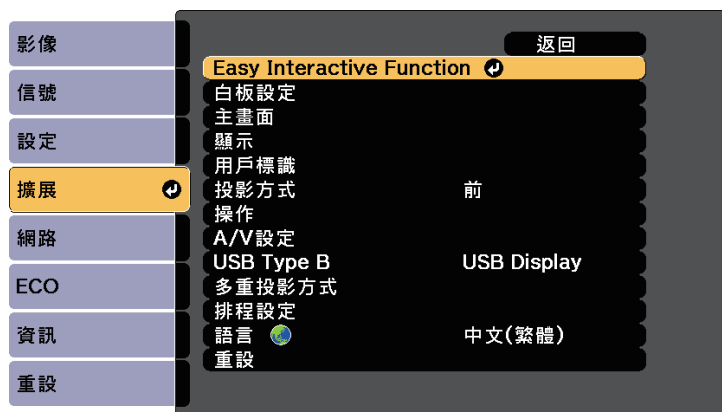 影像
信號
設定
擴展
網路
ECO
資訊
重設
返回
Easy Interactive Function
白板設定
主畫面
顯示
用戶標識
投影方式 前
操作
A/V設定
USB Type B USB Display
多重投影方式
排程設定
語言 中文(繁體)
重設